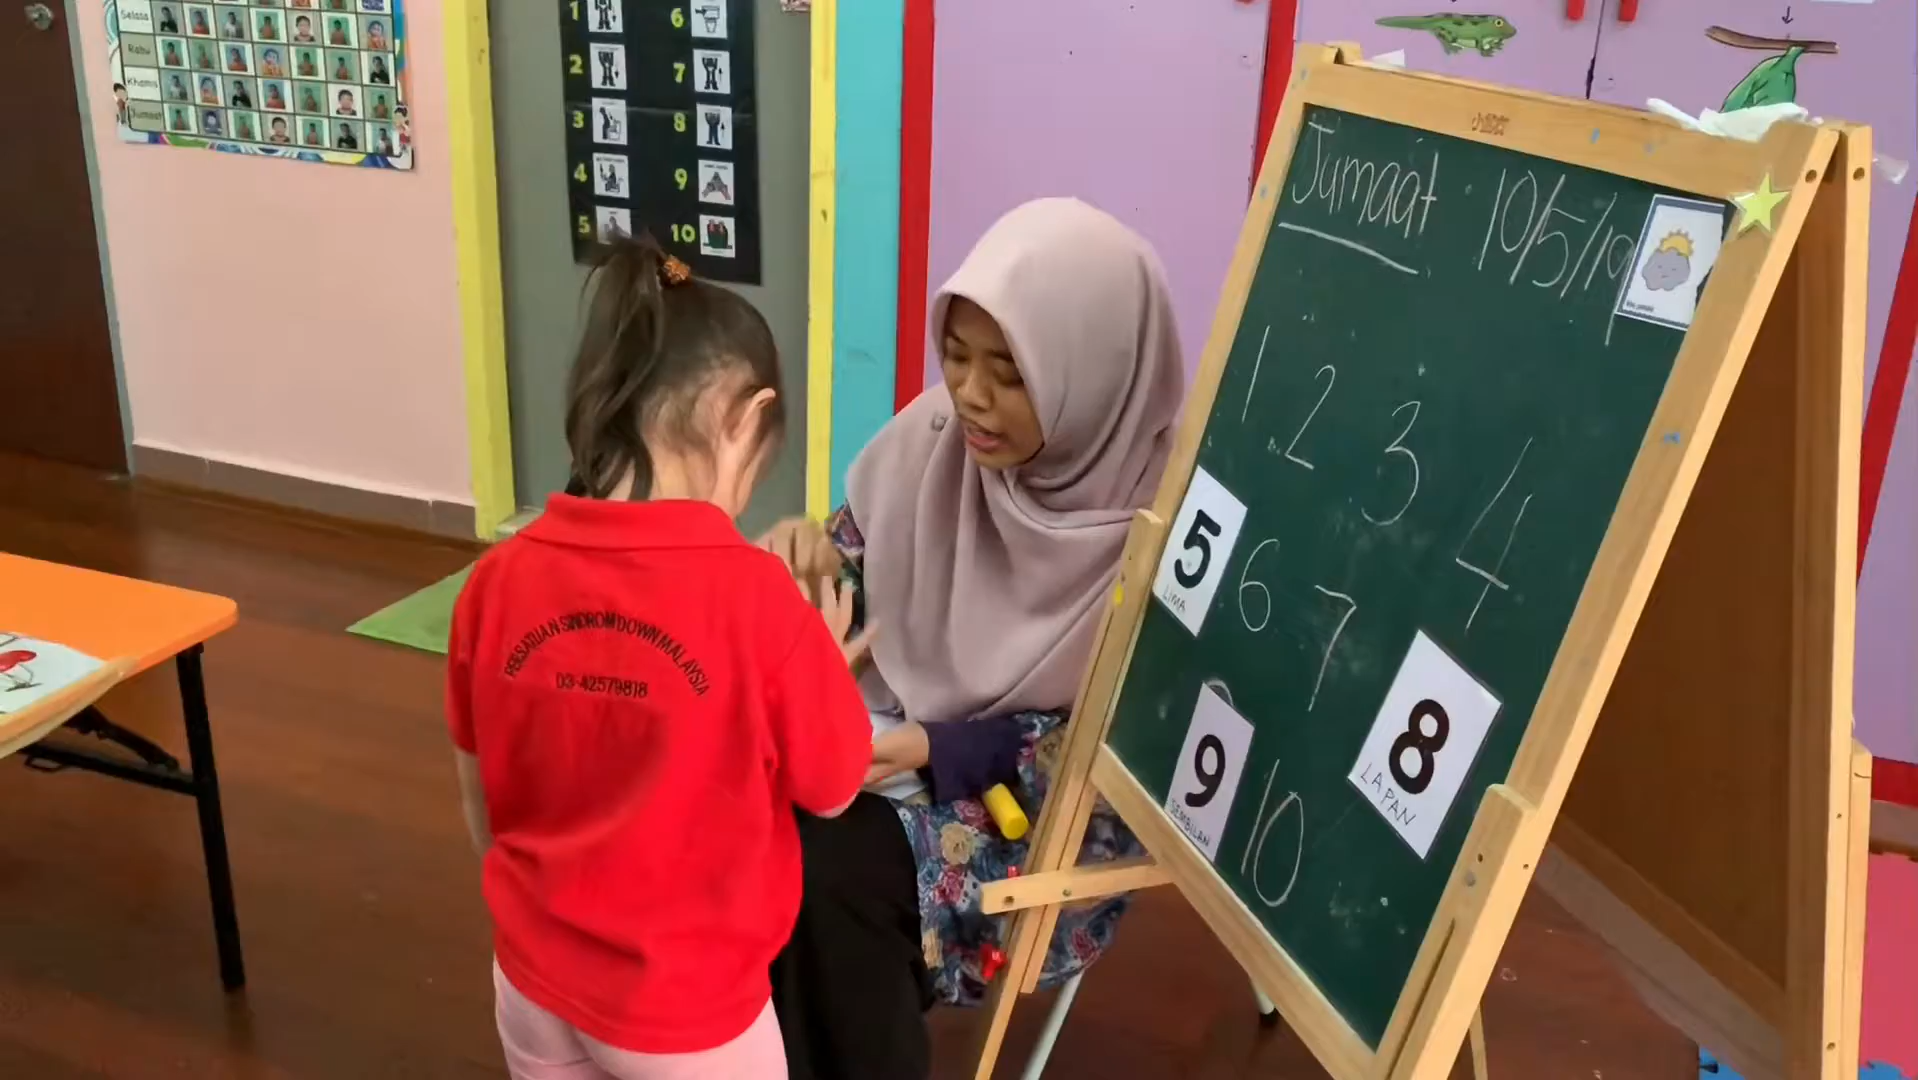 Selasa
Rabu
Khamis
Jumaat
1 6
2 7
3 8
4 9
5 10
Jumaat 10/5/19
1 2 3 4
5 6 7 8
LIMA
LAPAN
9 10
SEMBILAN
PERSATUAN SINDROM DOWN MALAYSIA
03-42579818